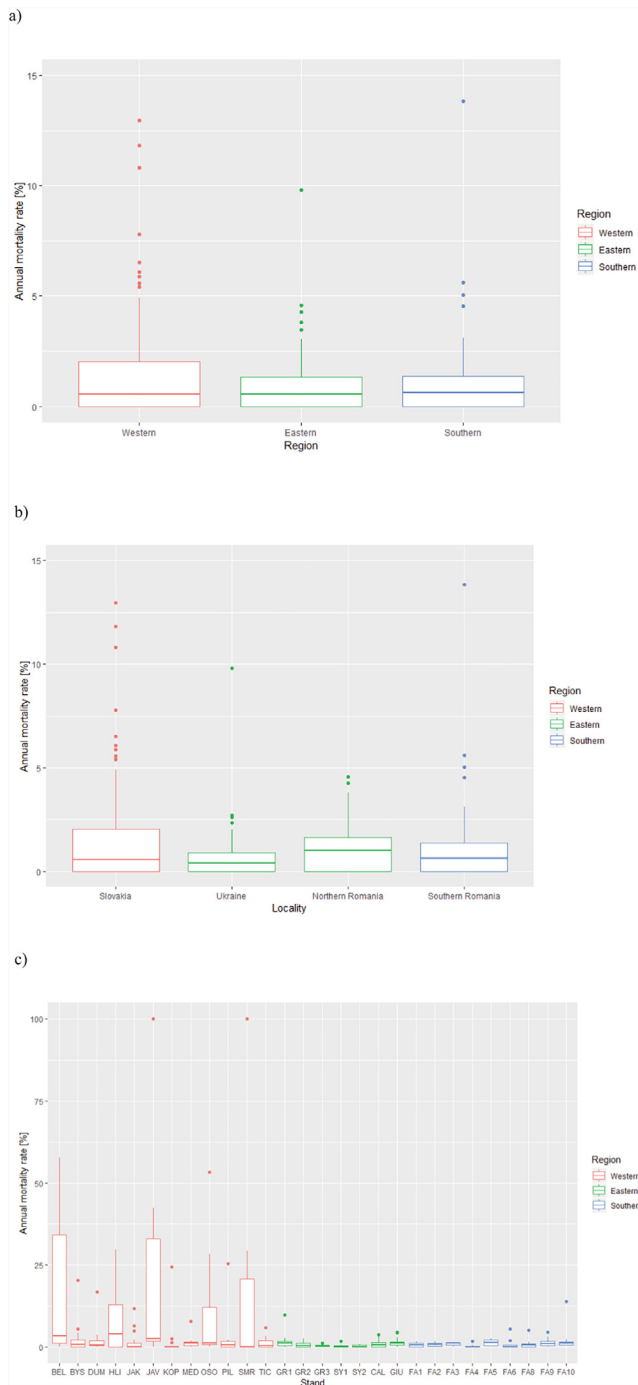 a)
15
10
5
0
Annual mortality rate [%]
Western
Eastern
Southern
Region
Region
Western
Eastern
Southern
b)
15
10
5
0
Annual mortality rate [%]
Slovakia
Ukraine
Northern Romania
Southern Romania
Locality
Region
Western
Eastern
Southern
c)
100
75
50
25
0
Annual mortality rate [%]
BEL BYS DUM HLI JAK JAV KOP MED OSO PIL SMR TIC GR1 GR2 GR3 SY1 SY2 CAL GIU FA1 FA2 FA3 FA4 FA5 FA6 FA8 FA9 FA10
Stand
Region
Western
Eastern
Southern